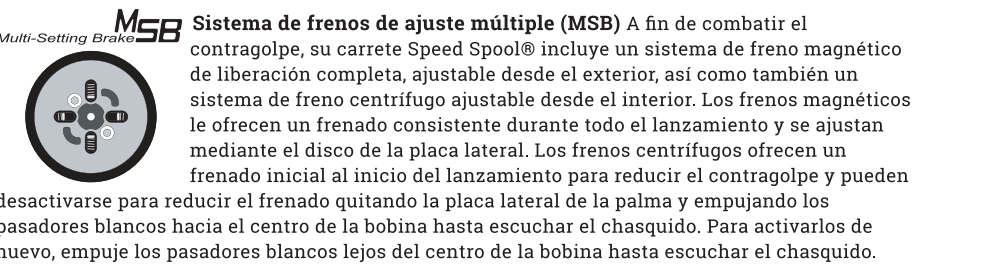 MSB
Multi-Setting Brake
Sistema de frenos de ajuste múltiple (MSB) A fin de combatir el
contragolpe, su carrete Speed Spool® incluye un sistema de freno magnético
de liberación completa, ajustable desde el exterior, así como también un
sistema de freno centrífugo ajustable desde el interior. Los frenos magnéticos
le ofrecen un frenado consistente durante todo el lanzamiento y se ajustan
mediante el disco de la placa lateral. Los frenos centrífugos ofrecen un
frenado inicial al inicio del lanzamiento para reducir el contragolpe y pueden
desactivarse para reducir el frenado quitando la placa lateral de la palma y empujando los
pasadores blancos hacia el centro de la bobina hasta escuchar el chasquido. Para activarlos de
nuevo, empuje los pasadores blancos lejos del centro de la bobina hasta escuchar el chasquido.